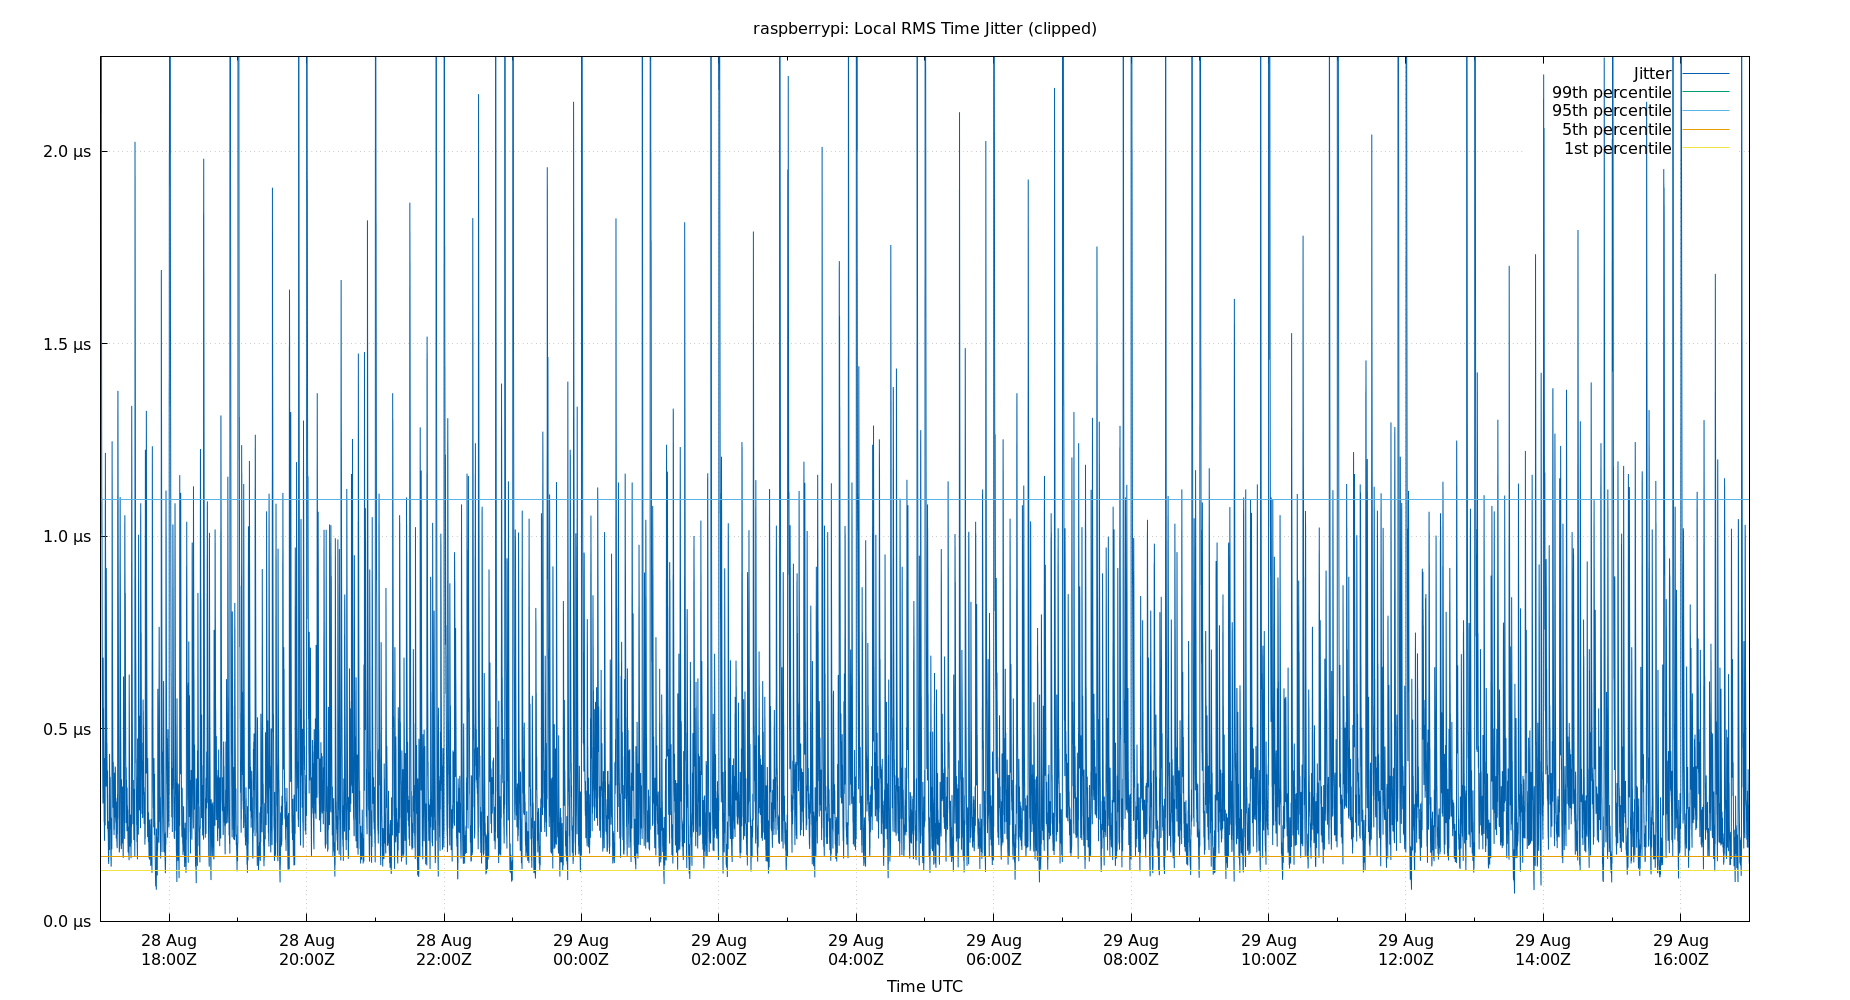 raspberrypi: Local RMS Time Jitter (clipped)
Jitter
99th percentile
95th percentile
5th percentile
1st percentile
2.0 μs
1.5 μs
1.0 μs
0.5 μs
0.0 μs
28 Aug 28 Aug 28 Aug 29 Aug 29 Aug 29 Aug 29 Aug 29 Aug 29 Aug 29 Aug 29 Aug 29 Aug
18:00Z 20:00Z 22:00Z 00:00Z 02:00Z 04:00Z 06:00Z 08:00Z 10:00Z 12:00Z 14:00Z 16:00Z
Time UTC